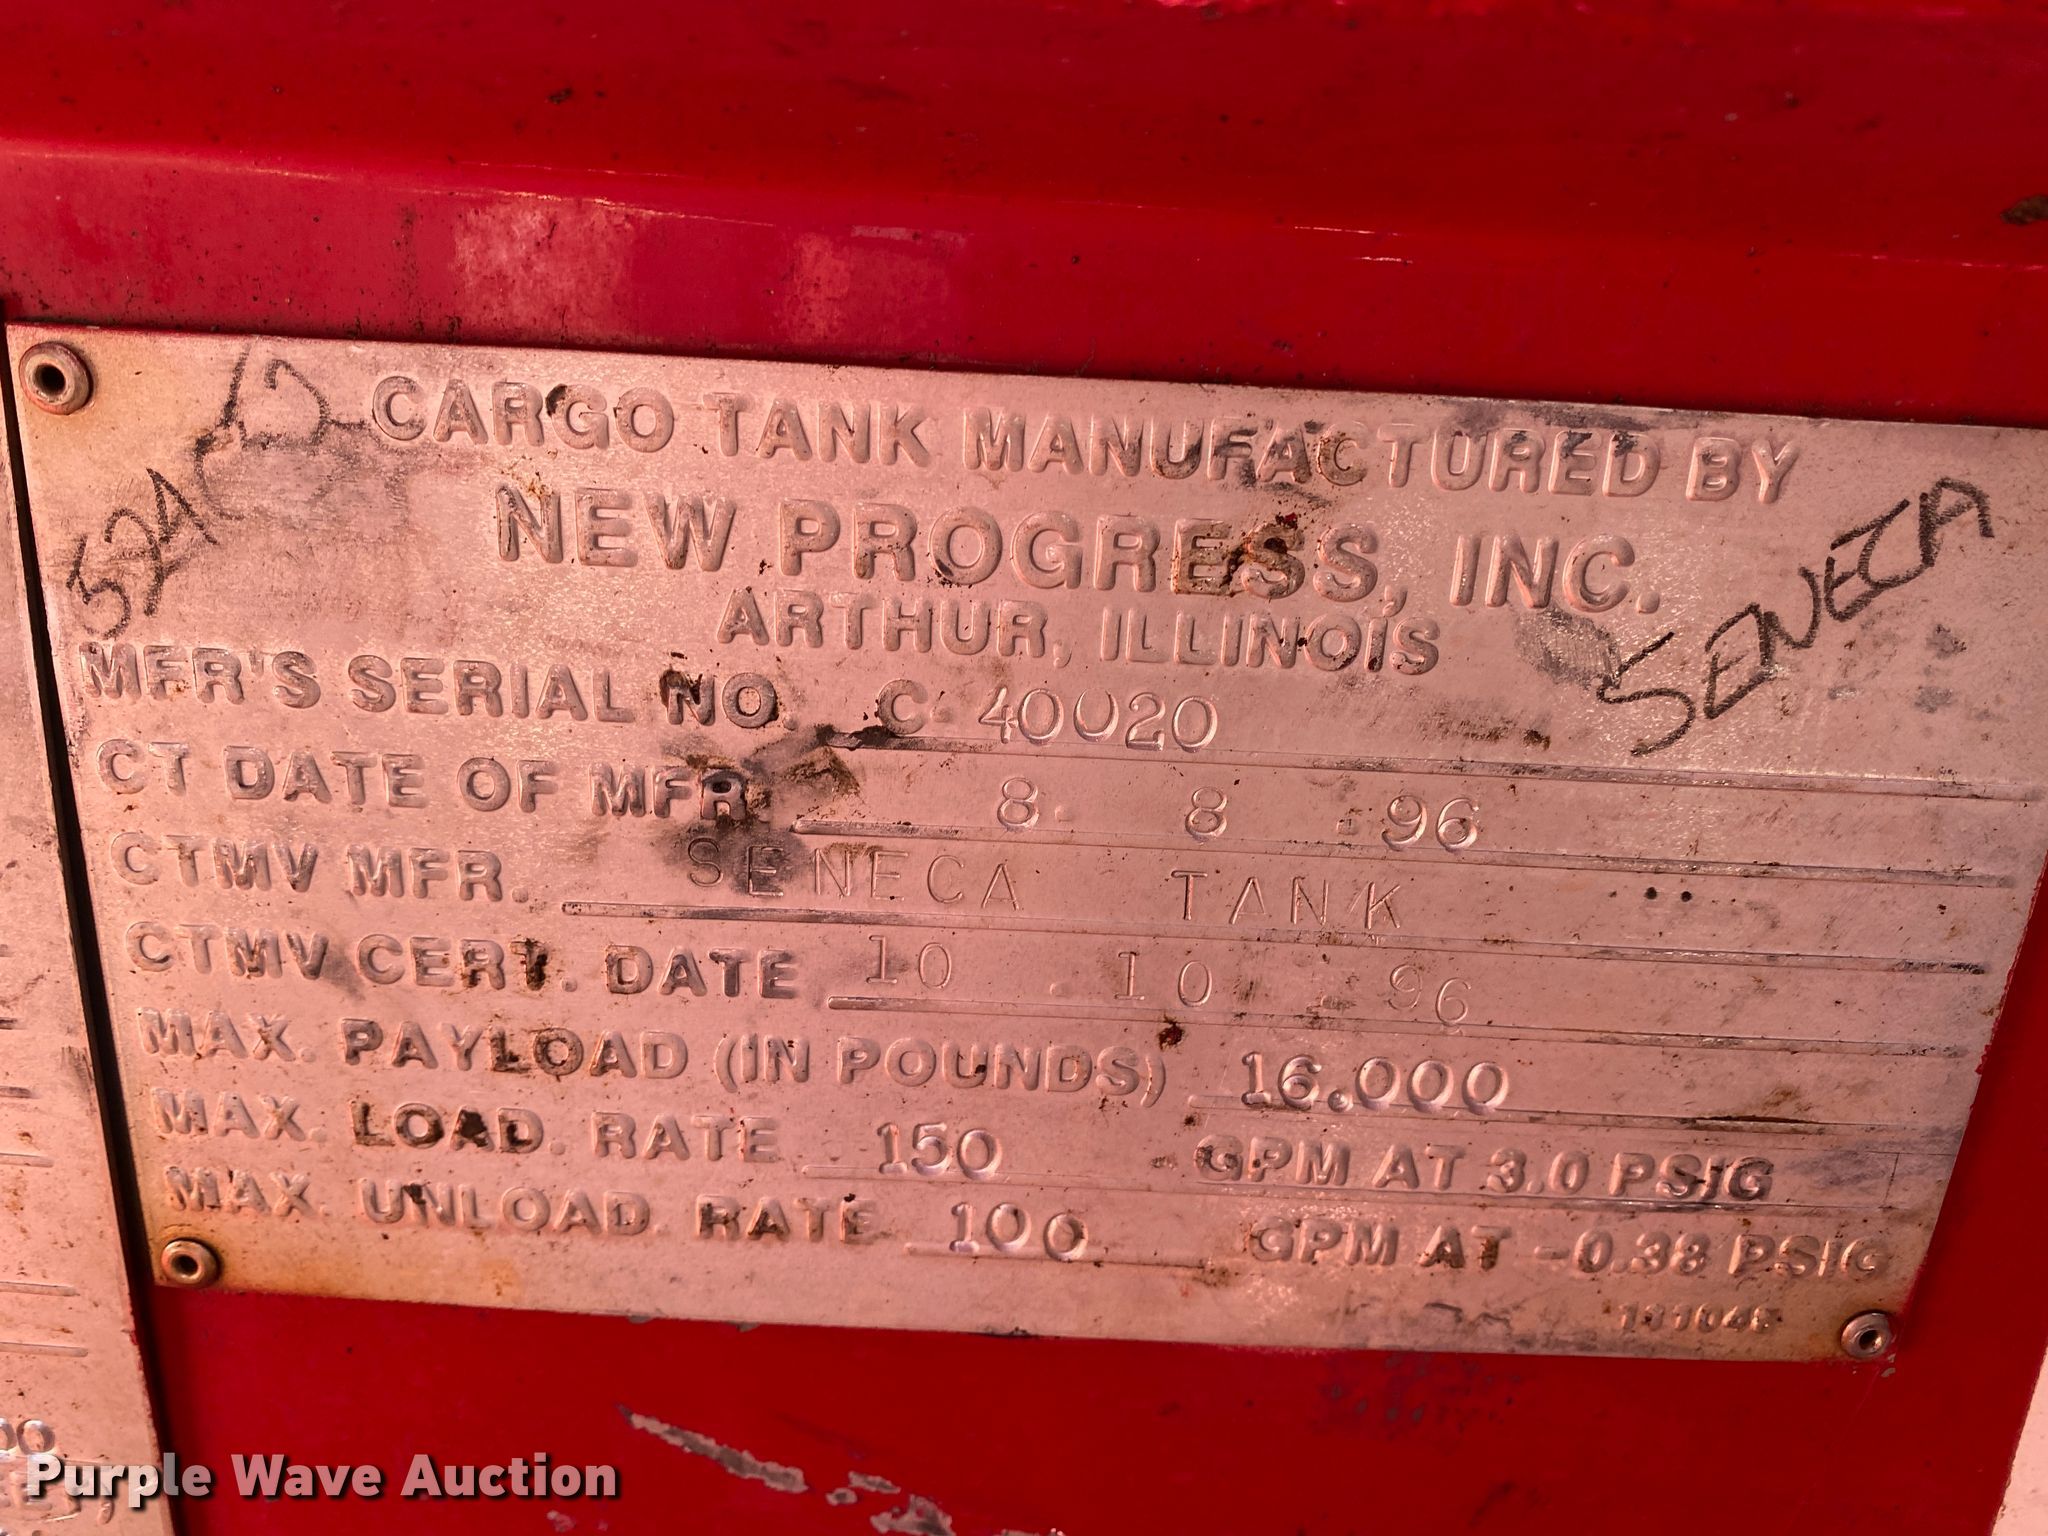 SENECA
CARGO TANK MANUFACTURED BY
NEW PROGRESS, INC.
ARTHUR, ILLINOIS
MFR'S SERIAL NO. C 40020
CT DATE OF MFR. 8. 8 .96
CTMV MFR. SENECA TANK
CTMV CERT. DATE 10 .10 .96
MAX. PAYLOAD (IN POUNDS) 16.000
MAX. LOAD. RATE 150 GPM AT 3.0 PSIG
MAX. UNLOAD. RATE 100 GPM AT -0.38 PSIG
Purple Wave Auction